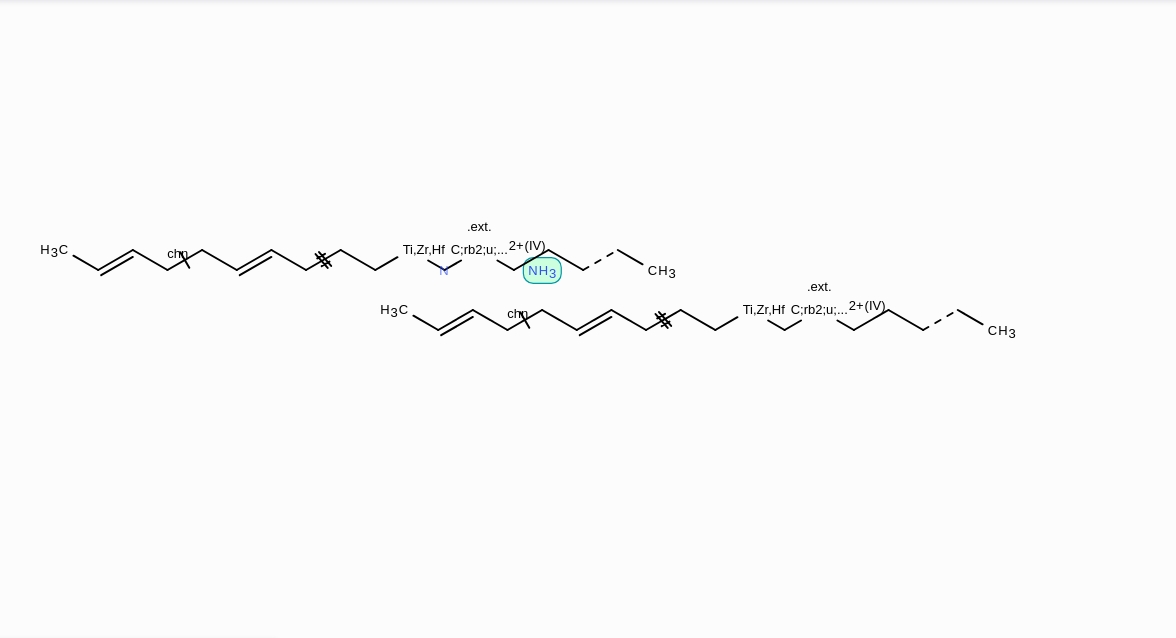 .ext.
H3C chn Ti,Zr,Hf C;rb2;u;... 2+(IV)
N NH3 CH3
.ext.
H3C chn Ti,Zr,Hf C;rb2;u;... 2+(IV)
CH3